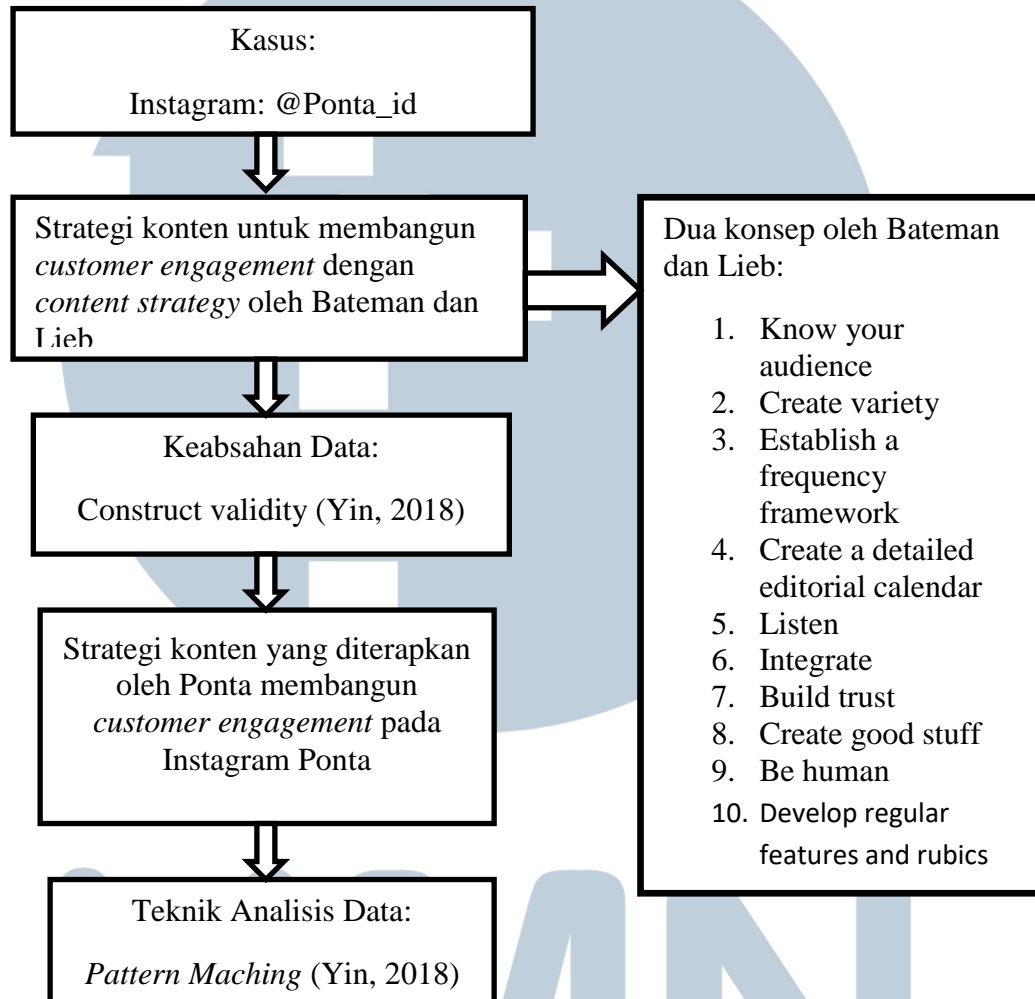 Kasus:
Instagram: @Ponta_id
Strategi konten untuk membangun
customer engagement dengan
content strategy oleh Bateman dan
Lieb
Dua konsep oleh Bateman
dan Lieb:
1. Know your
audience
2. Create variety
3. Establish a
frequency
framework
4. Create a detailed
editorial calendar
5. Listen
6. Integrate
7. Build trust
8. Create good stuff
9. Be human
10. Develop regular
features and rubics
Keabsahan Data:
Construct validity (Yin, 2018)
Strategi konten yang diterapkan
oleh Ponta membangun
customer engagement pada
Instagram Ponta
Teknik Analisis Data:
Pattern Maching (Yin, 2018)